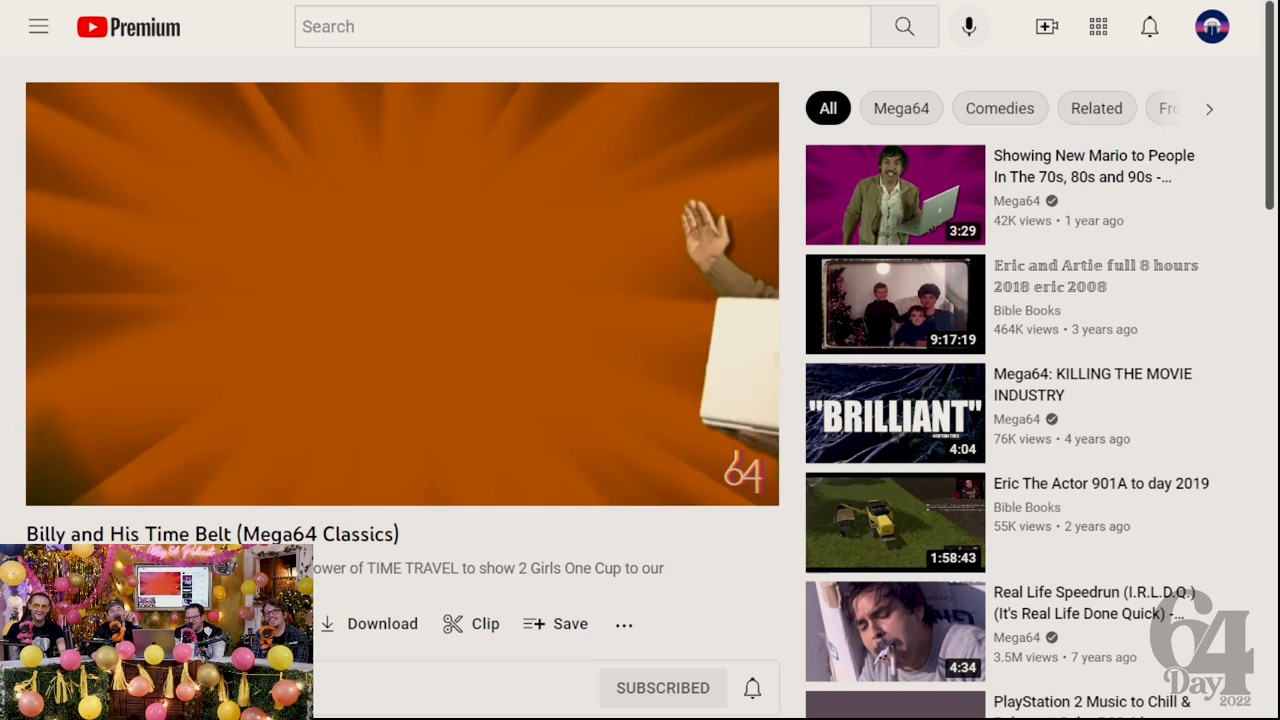 Premium
Search
All
Mega64
Comedies
Related
Fro
Showing New Mario to People
In The 70s, 80s and 90s -...
Mega64
42K views • 1 year ago
3:29
𝔼𝕣𝕚𝕔 𝕒𝕟𝕕 𝔸𝕣𝕥𝕚𝕖 𝕗𝕦𝕝𝕝 𝟠 𝕙𝕠𝕦𝕣𝕤
𝟚𝟘𝟙𝟠 𝕖𝕣𝕚𝕔 𝟚𝟘𝟘𝟠
Bible Books
464K views • 3 years ago
9:17:19
Mega64: KILLING THE MOVIE
INDUSTRY
Mega64
76K views • 4 years ago
"BRILLIANT"
4:04
Eric The Actor 901A to day 2019
Bible Books
55K views • 2 years ago
1:58:43
Real Life Speedrun (I.R.L.D.Q.)
(It's Real Life Done Quick) -...
Mega64
3.5M views • 7 years ago
4:34
PlayStation 2 Music to Chill &
64
Billy and His Time Belt (Mega64 Classics)
ower of TIME TRAVEL to show 2 Girls One Cup to our
Download
Clip
Save
SUBSCRIBED
64
Day
2022